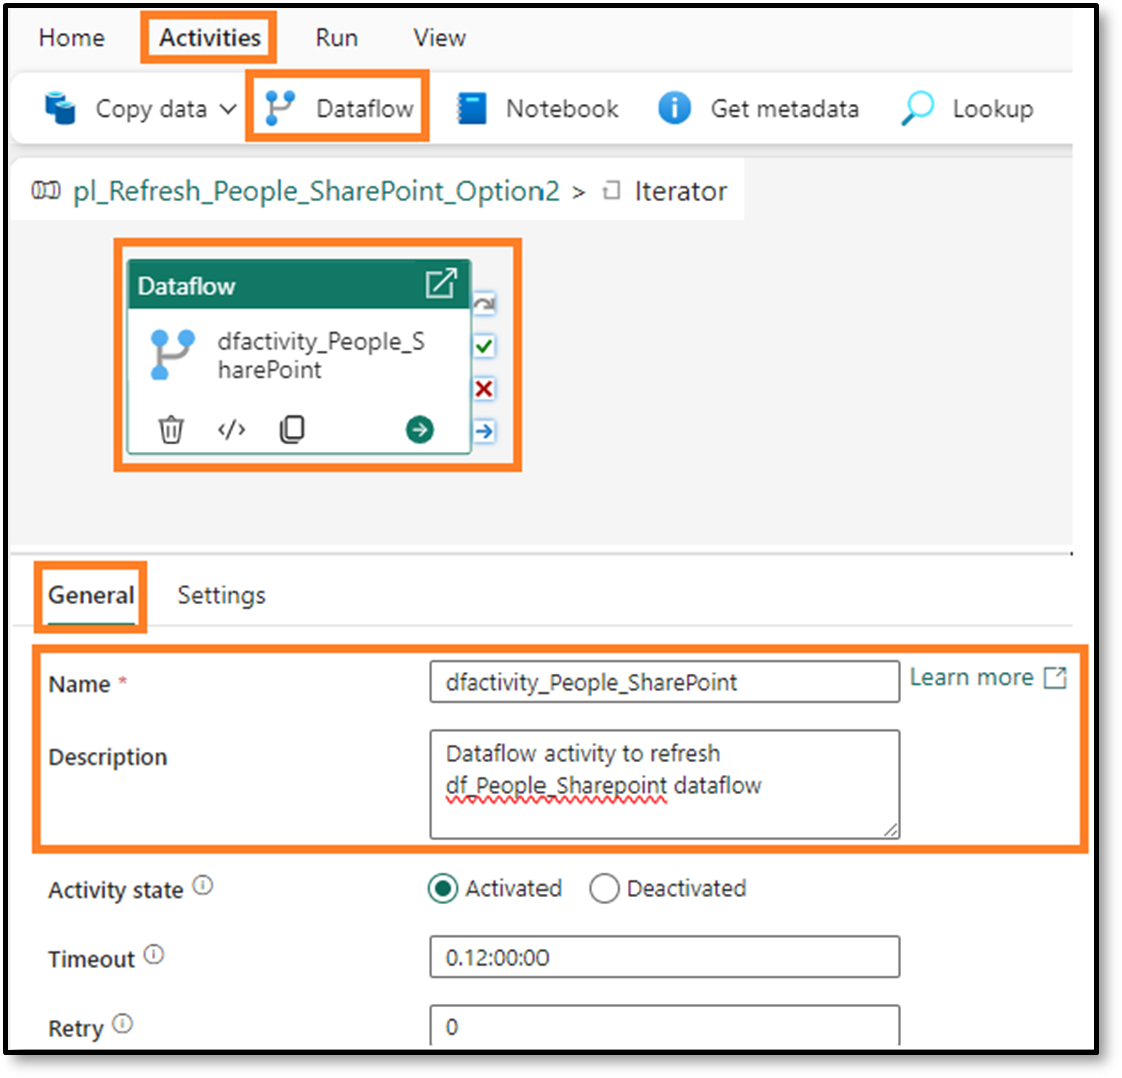 Home Activities Run View
Copy data Dataflow Notebook Get metadata Lookup
pl_Refresh_People_SharePoint_Option2 > Iterator
Dataflow
dfactivity_People_S
harePoint
General Settings
Name * dfactivity_People_SharePoint Learn more
Description Dataflow activity to refresh
df_People_Sharepoint dataflow
Activity state Activated Deactivated
Timeout 0.12:00:00
Retry 0